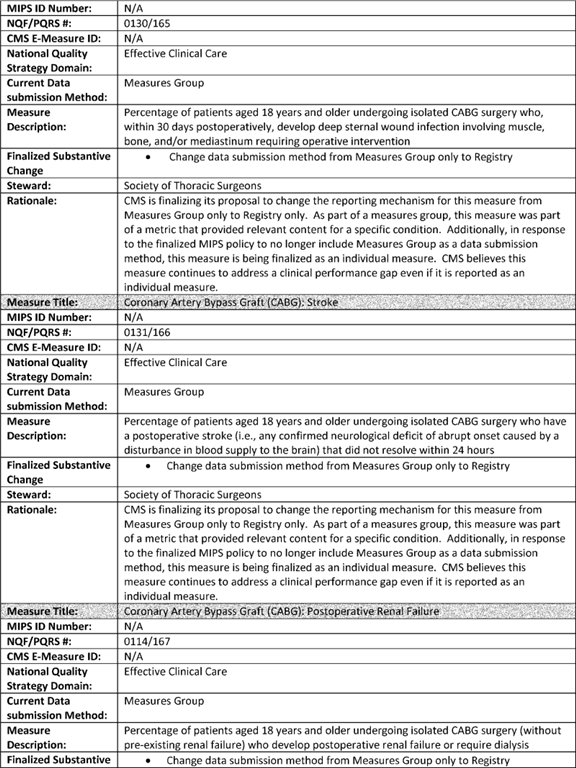 MIPS ID Number: N/A
NQF/PQRS #: 0130/165
CMS E-Measure ID: N/A
National Quality Effective Clinical Care
Strategy Domain:
Current Data Measures Group
submission Method:
Measure Percentage of patients aged 18 years and older undergoing isolated CABG surgery who,
Description: within 30 days postoperatively, develop deep sternal wound infection involving muscle,
bone, and/or mediastinum requiring operative intervention
Finalized Substantive • Change data submission method from Measures Group only to Registry
Change
Steward: Society of Thoracic Surgeons
Rationale: CMS is finalizing its proposal to change the reporting mechanism for this measure from
Measures Group only to Registry only. As part of a measures group, this measure was part
of a metric that provided relevant content for a specific condition. Additionally, in response
to the finalized MIPS policy to no longer include Measures Group as a data submission
method, this measure is being finalized as an individual measure. CMS believes this
measure continues to address a clinical performance gap even if it is reported as an
individual measure.
Measure Title: Coronary Artery Bypass Graft (CABG): Stroke
MIPS ID Number: N/A
NQF/PQRS #: 0131/166
CMS E-Measure ID: N/A
National Quality Effective Clinical Care
Strategy Domain:
Current Data Measures Group
submission Method:
Measure Percentage of patients aged 18 years and older undergoing isolated CABG surgery who have
Description: a postoperative stroke (i.e., any confirmed neurological deficit of abrupt onset caused by a
disturbance in blood supply to the brain) that did not resolve within 24 hours
Finalized Substantive • Change data submission method from Measures Group only to Registry
Change
Steward: Society of Thoracic Surgeons
Rationale: CMS is finalizing its proposal to change the reporting mechanism for this measure from
Measures Group only to Registry only. As part of a measures group, this measure was part
of a metric that provided relevant content for a specific condition. Additionally, in response
to the finalized MIPS policy to no longer include Measures Group as a data submission
method, this measure is being finalized as an individual measure. CMS believes this
measure continues to address a clinical performance gap even if it is reported as an
individual measure.
Measure Title: Coronary Artery Bypass Graft (CABG): Postoperative Renal Failure
MIPS ID Number: N/A
NQF/PQRS #: 0114/167
CMS E-Measure ID: N/A
National Quality Effective Clinical Care
Strategy Domain:
Current Data Measures Group
submission Method:
Measure Percentage of patients aged 18 years and older undergoing isolated CABG surgery (without
Description: pre-existing renal failure) who develop postoperative renal failure or require dialysis
Finalized Substantive • Change data submission method from Measures Group only to Registry